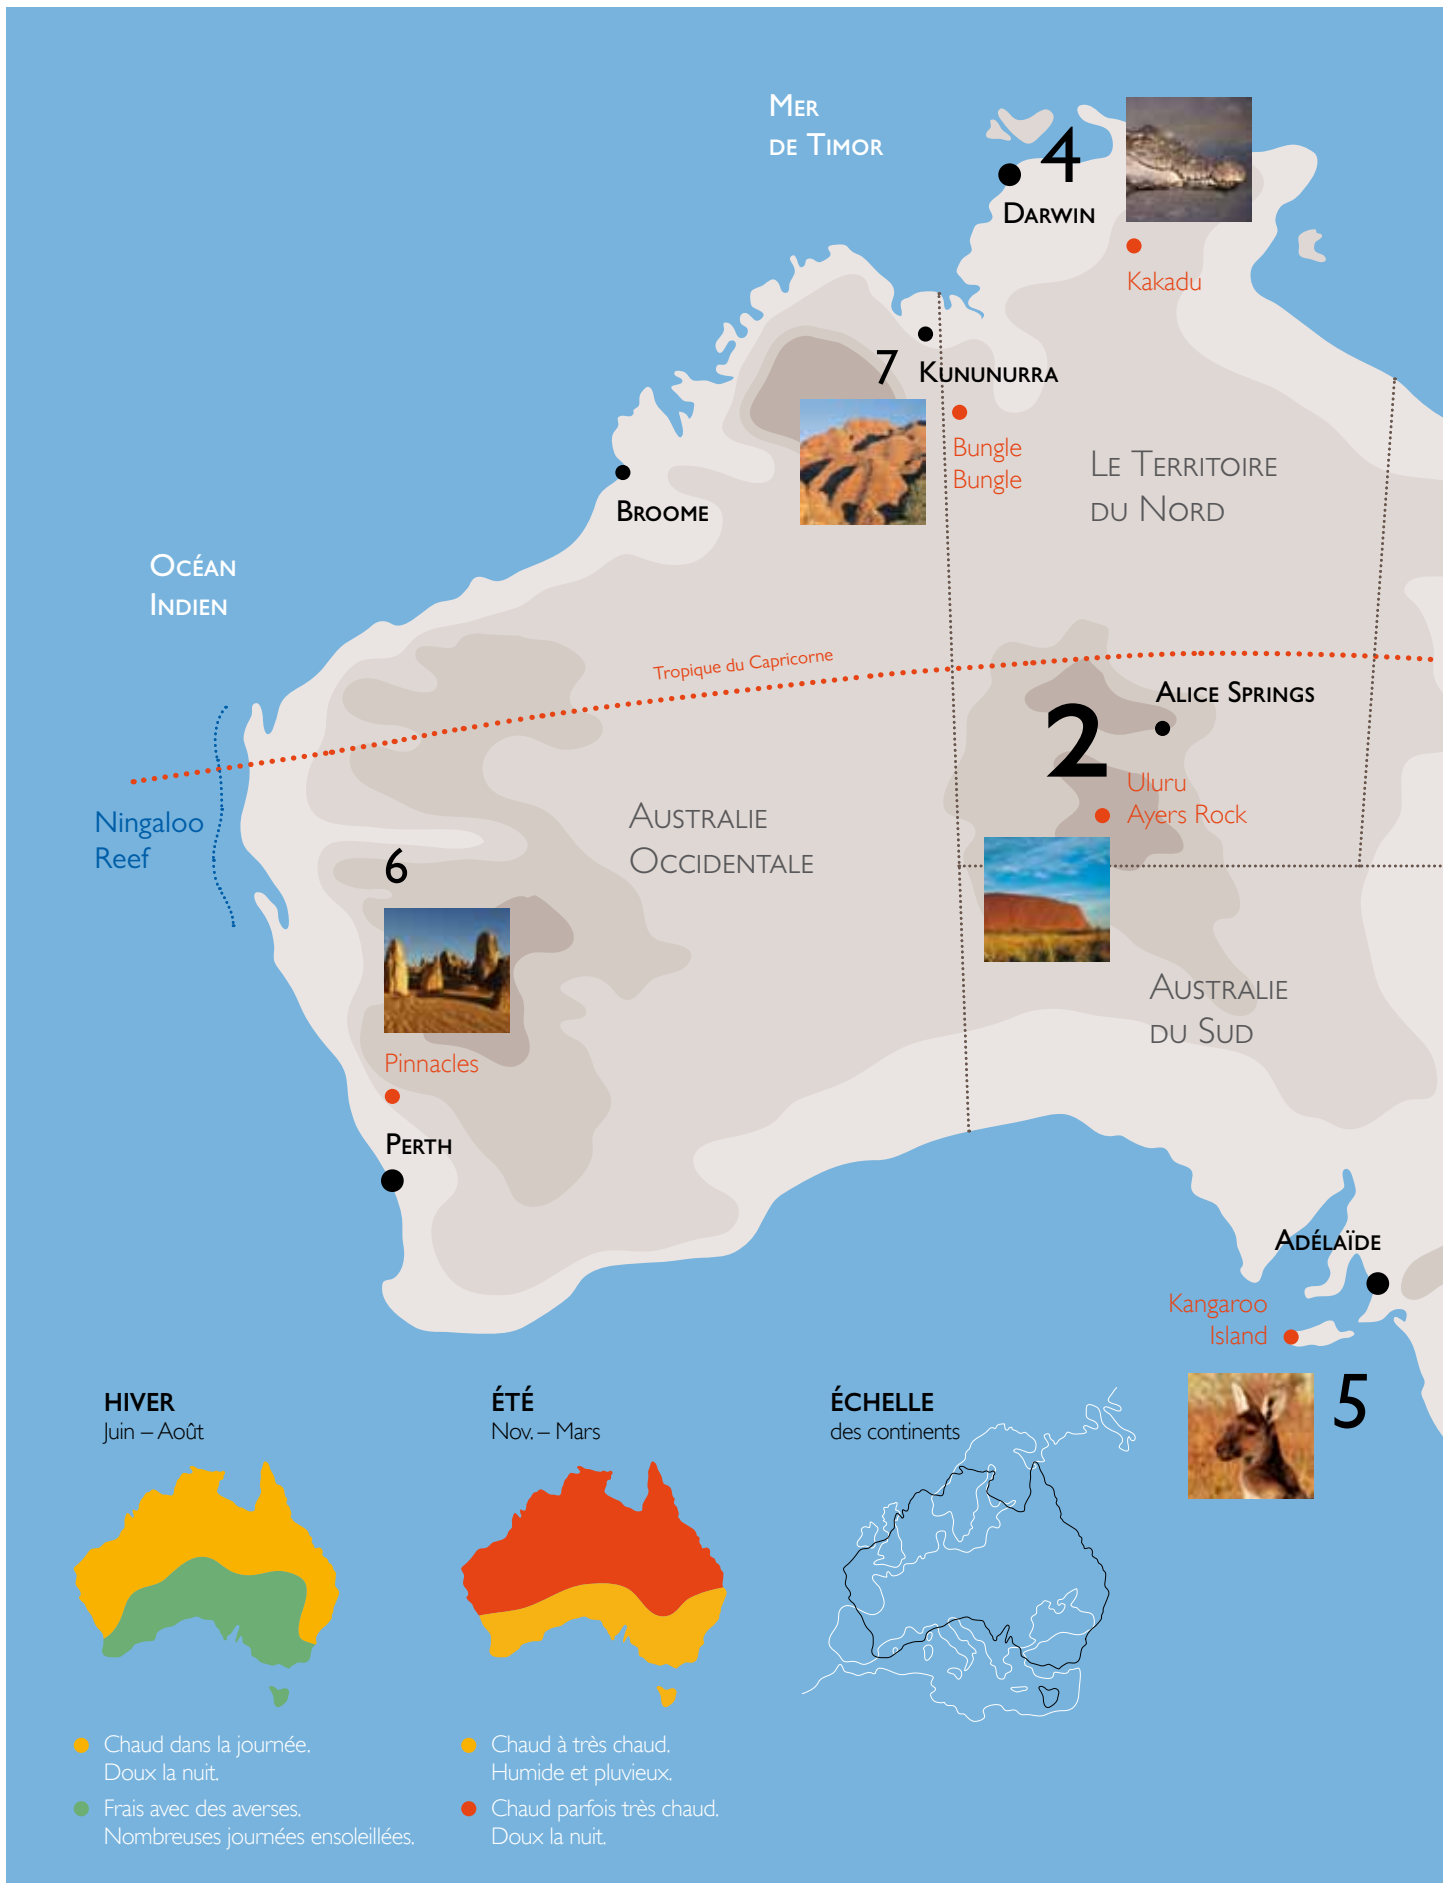 Mer
de Timor
4
Darwin
Kakadu
7
Kununurra
Bungle
Bungle
Le Territoire
du Nord
Broome
Océan
Indien
Tropique du Capricorne
Alice Springs
2
Uluru
Ayers Rock
Ningaloo
Reef
Australie
Occidentale
6
Pinnacles
Australie
du Sud
Perth
Adélaïde
Kangaroo
Island
5
HIVER
Juin – Août
ÉTÉ
Nov. – Mars
ÉCHELLE
des continents
Chaud dans la journée.
Doux la nuit.
Frais avec des averses.
Nombreuses journées ensoleillées.
Chaud à très chaud.
Humide et pluvieux.
Chaud parfois très chaud.
Doux la nuit.